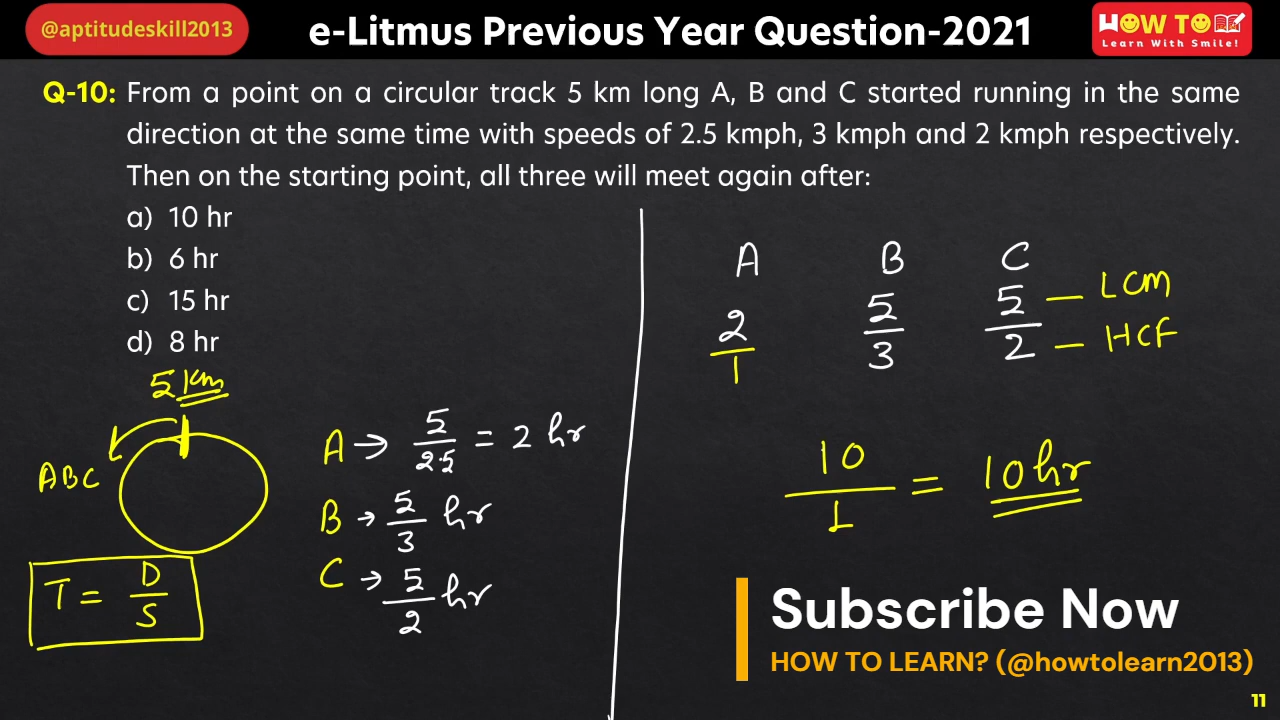 @aptitudeskill2013
e-Litmus Previous Year Question-2021
HOW TO
Learn With Smile!
Q-10: From a point on a circular track 5 km long A, B and C started running in the same
direction at the same time with speeds of 2.5 kmph, 3 kmph and 2 kmph respectively.
Then on the starting point, all three will meet again after:
a) 10 hr
b) 6 hr
c) 15 hr
d) 8 hr
5 km
ABC
T = D/S
A → 5/2.5 = 2 hr
B → 5/3 hr
C → 5/2 hr
A B C
2/1 5/3 5/2 — LCM — HCF
10/1 = 10hr
Subscribe Now
HOW TO LEARN? (@howtolearn2013)
11